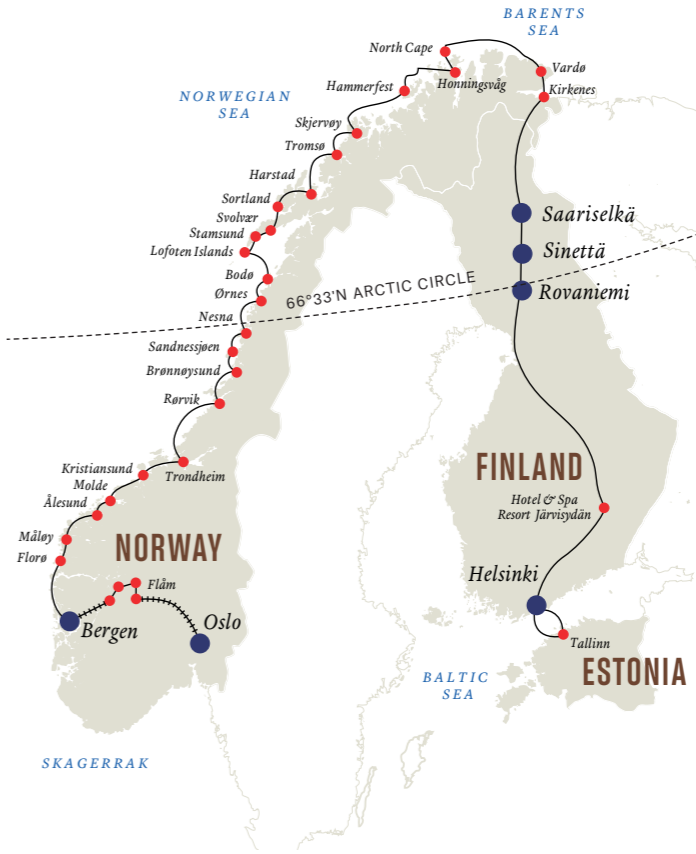 BARENTS
SEA
North Cape
Vardø
Honningsvåg
Kirkenes
Hammerfest
NORWEGIAN
SEA
Skjervøy
Tromsø
Harstad
Sortland
Svolvær
Stamsund
Lofoten Islands
Saariselkä
Sinettä
Bodø
Ørnes
66°33'N ARCTIC CIRCLE
Rovaniemi
Nesna
Sandnessjøen
Brønnøysund
Rørvik
Kristiansund
Trondheim
Molde
Ålesund
FINLAND
Hotel & Spa
Resort Järvisydän
Måløy
Florø
NORWAY
Flåm
Helsinki
Bergen
Oslo
Tallinn
ESTONIA
BALTIC
SEA
SKAGERRAK